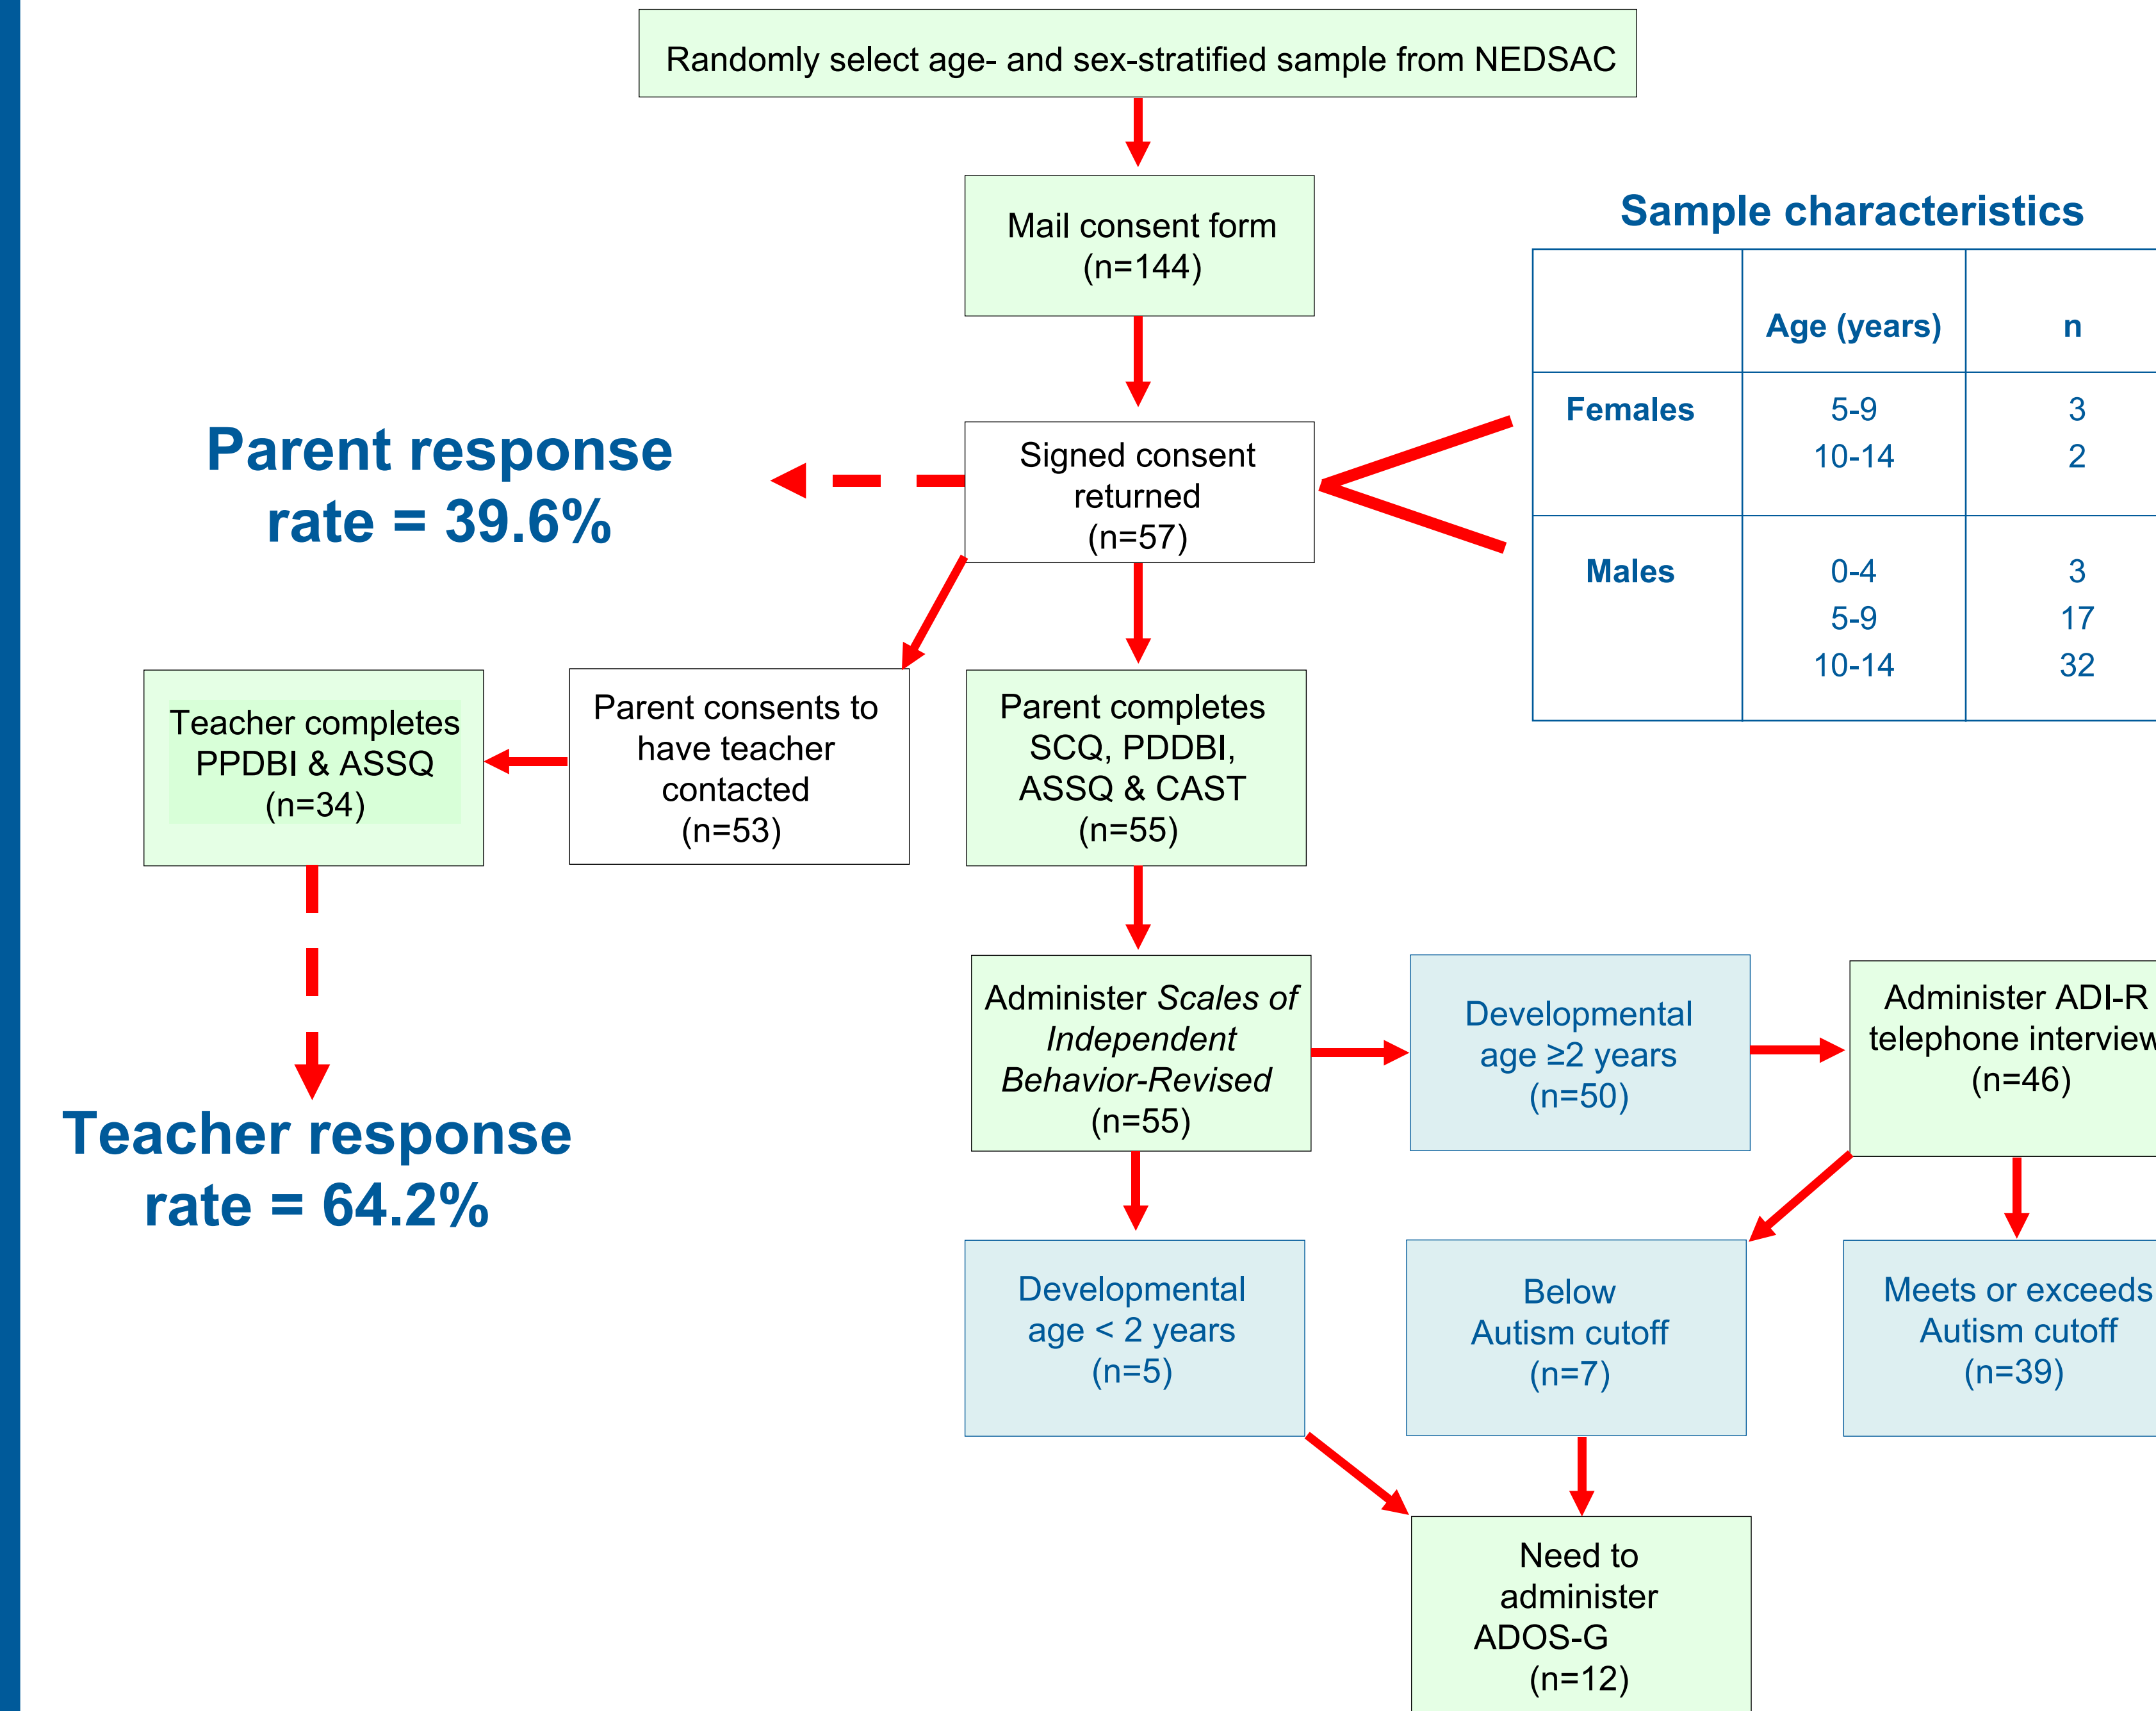 Randomly select age- and sex-stratified sample from NEDSAC
Mail consent form
(n=144)
Sample characteristics
Age (years) n
Females 5-9 3
10-14 2
Males 0-4 3
5-9 17
10-14 32
Parent response
rate = 39.6%
Signed consent
returned
(n=57)
Teacher completes
PPDBI & ASSQ
(n=34)
Parent consents to
have teacher
contacted
(n=53)
Parent completes
SCQ, PDDBI,
ASSQ & CAST
(n=55)
Teacher response
rate = 64.2%
Administer Scales of
Independent
Behavior-Revised
(n=55)
Developmental
age ≥2 years
(n=50)
Administer ADI-R
telephone interview
(n=46)
Developmental
age < 2 years
(n=5)
Below
Autism cutoff
(n=7)
Meets or exceeds
Autism cutoff
(n=39)
Need to
administer
ADOS-G
(n=12)